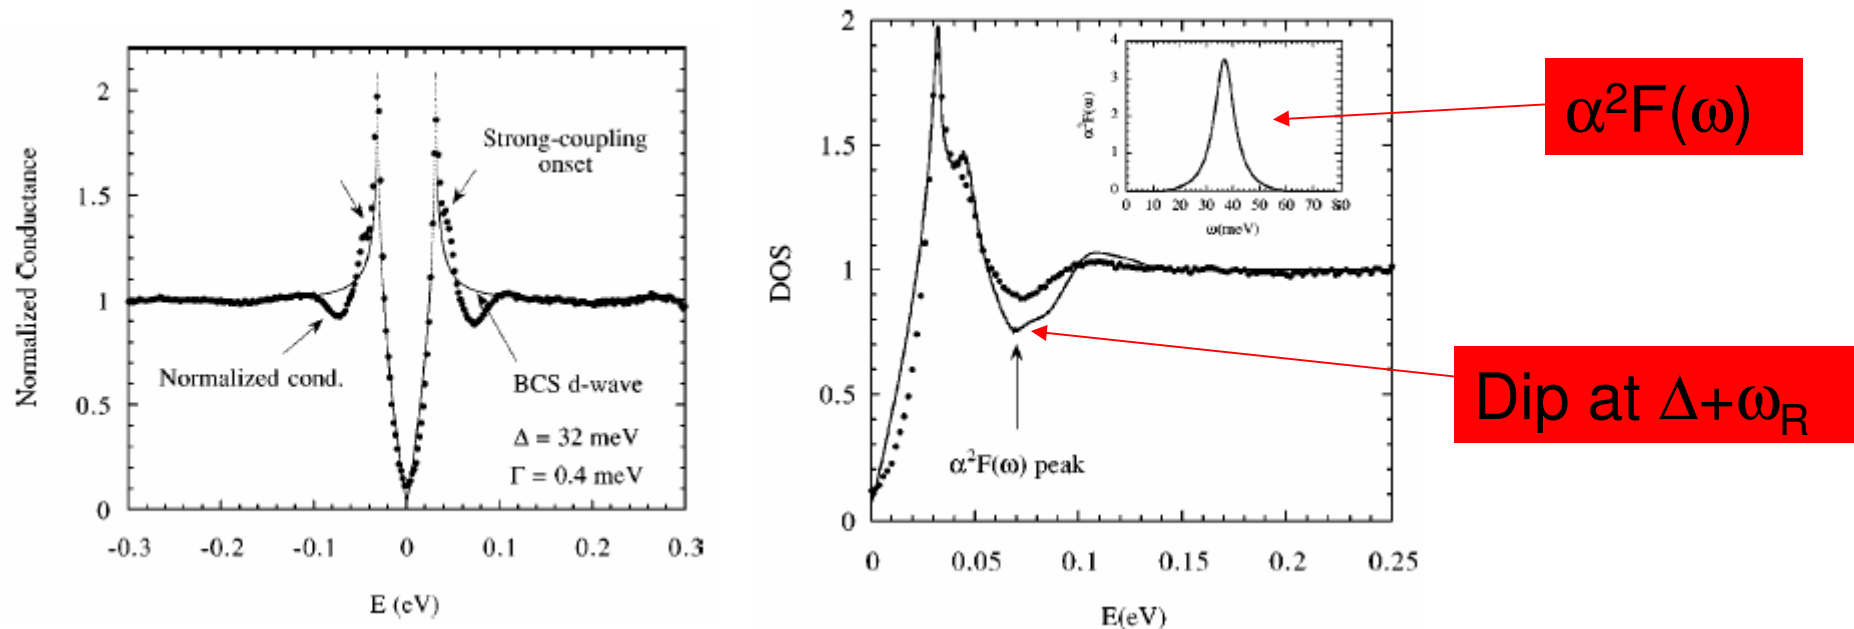 Normalized Conductance
2
1.5
1
0.5
0
-0.3
-0.2
-0.1
0
0.1
0.2
0.3
E (eV)
Strong-coupling
onset
Normalized cond.
BCS d-wave
Δ = 32 meV
Γ = 0.4 meV
DOS
2
1.5
1
0.5
0
0
0.05
0.1
0.15
0.2
0.25
E(eV)
α²F(ω) peak
α²F(ω)
4
3
2
1
0
0 10 20 30 40 50 60 70 80
ω(meV)
α²F(ω)
Dip at Δ+ω_R